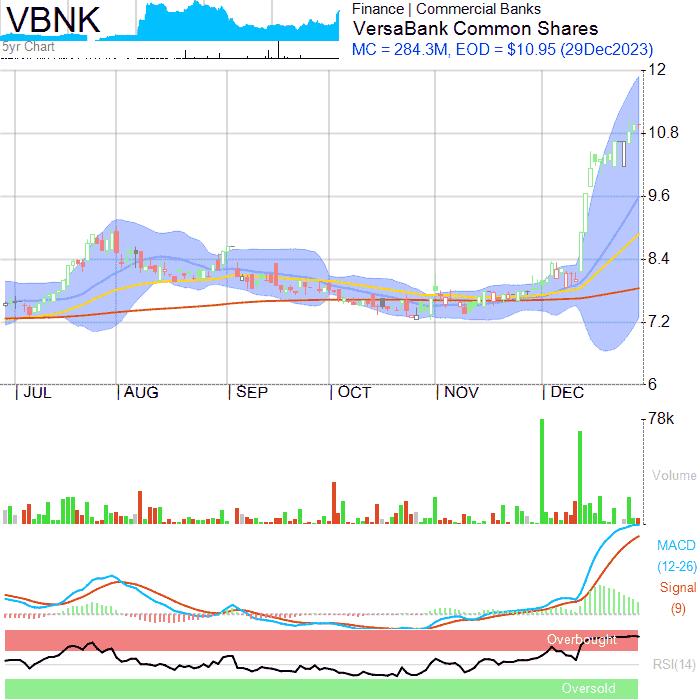 VBNK
5yr Chart
Finance | Commercial Banks
VersaBank Common Shares
MC = 284.3M, EOD = $10.95 (29Dec2023)
12
10.8
9.6
8.4
7.2
6
| JUL | AUG | SEP | OCT | NOV | DEC
78k
Volume
MACD
(12-26)
Signal
(9)
Overbought
RSI(14)
Oversold